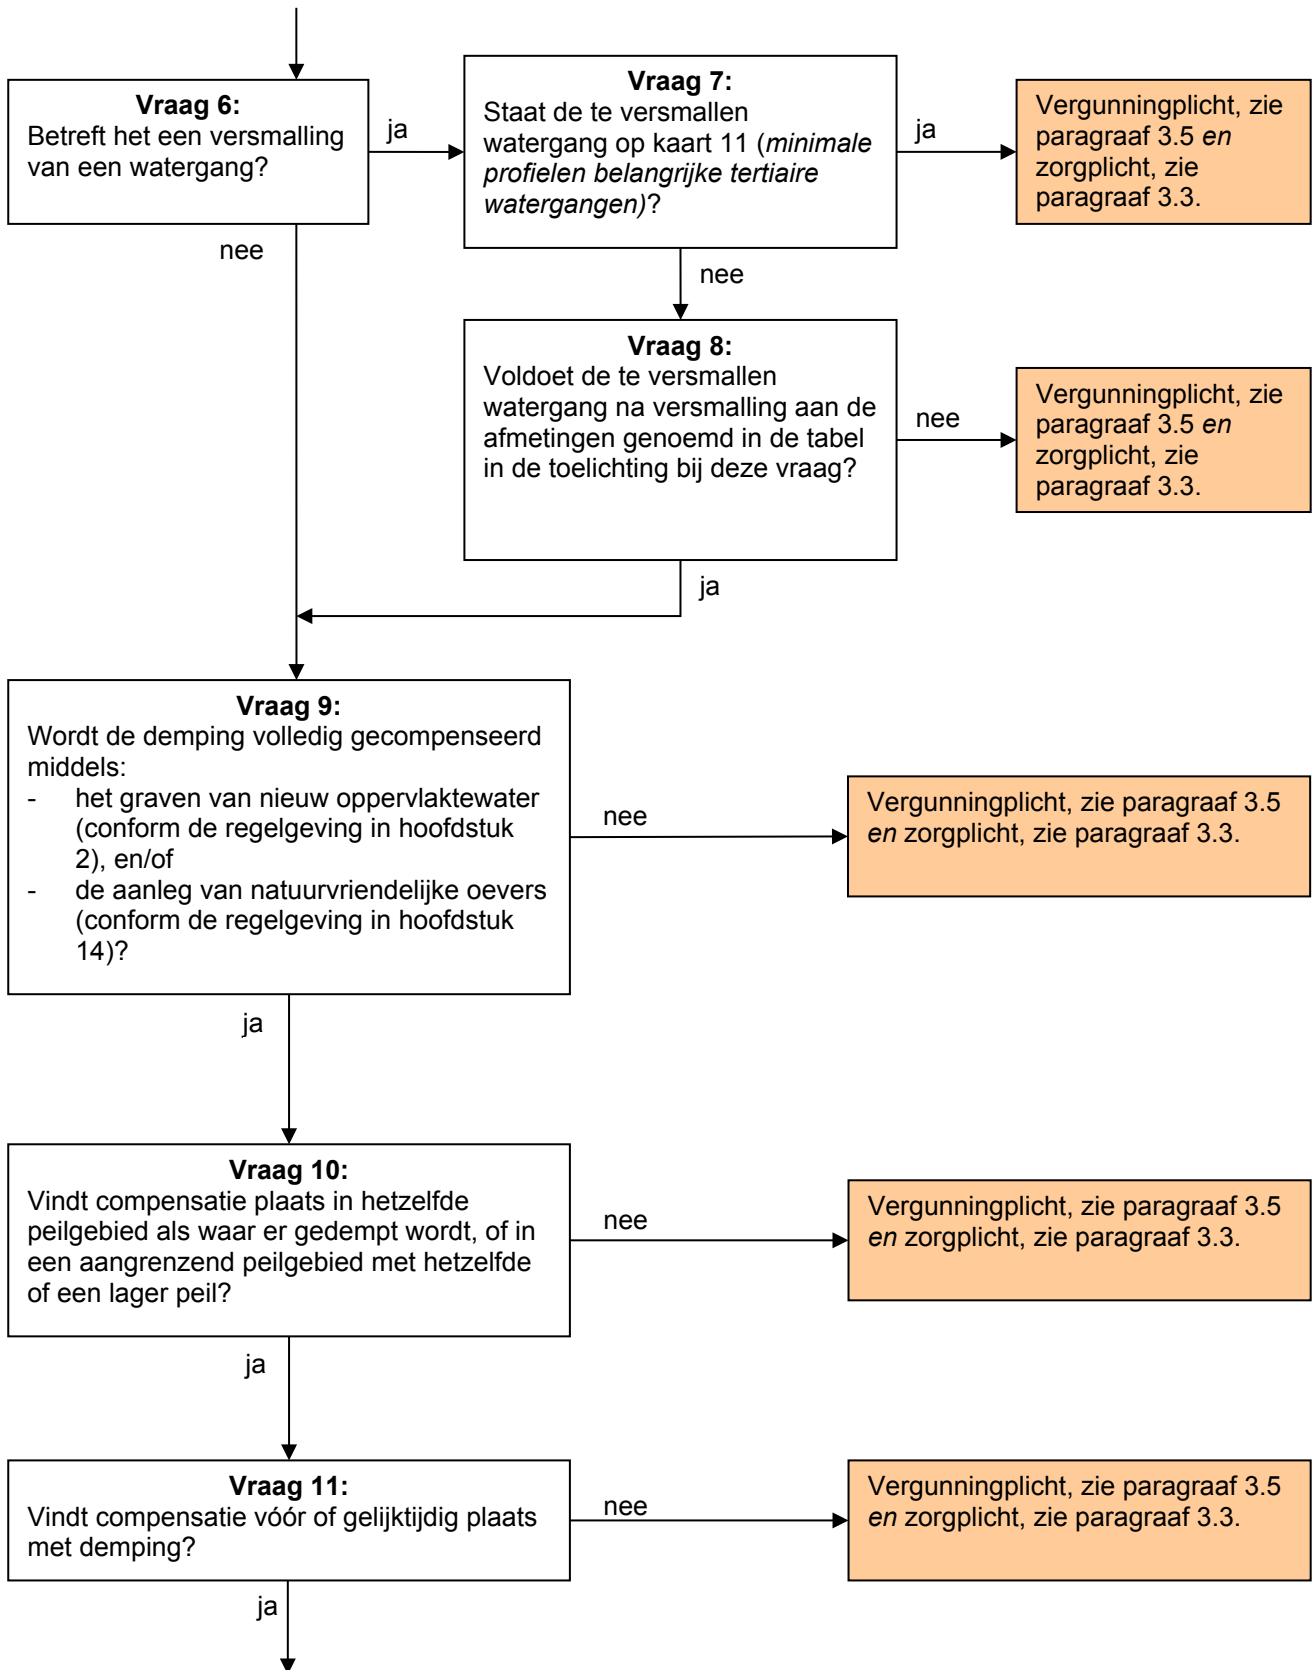 Vraag 6:
Betreft het een versmalling
van een watergang?
ja
Vraag 7:
Staat de te versmallen
watergang op kaart 11 (minimale
profielen belangrijke tertiaire
watergangen)?
ja
Vergunningplicht, zie
paragraaf 3.5 en
zorgplicht, zie
paragraaf 3.3.
nee
nee
Vraag 8:
Voldoet de te versmallen
watergang na versmalling aan de
afmetingen genoemd in de tabel
in de toelichting bij deze vraag?
nee
Vergunningplicht, zie
paragraaf 3.5 en
zorgplicht, zie
paragraaf 3.3.
ja
Vraag 9:
Wordt de demping volledig gecompenseerd
middels:
- het graven van nieuw oppervlaktewater
(conform de regelgeving in hoofdstuk
2), en/of
- de aanleg van natuurvriendelijke oevers
(conform de regelgeving in hoofdstuk
14)?
nee
Vergunningplicht, zie paragraaf 3.5
en zorgplicht, zie paragraaf 3.3.
ja
Vraag 10:
Vindt compensatie plaats in hetzelfde
peilgebied als waar er gedempt wordt, of in
een aangrenzend peilgebied met hetzelfde
of een lager peil?
nee
Vergunningplicht, zie paragraaf 3.5
en zorgplicht, zie paragraaf 3.3.
ja
Vraag 11:
Vindt compensatie vóór of gelijktijdig plaats
met demping?
nee
Vergunningplicht, zie paragraaf 3.5
en zorgplicht, zie paragraaf 3.3.
ja